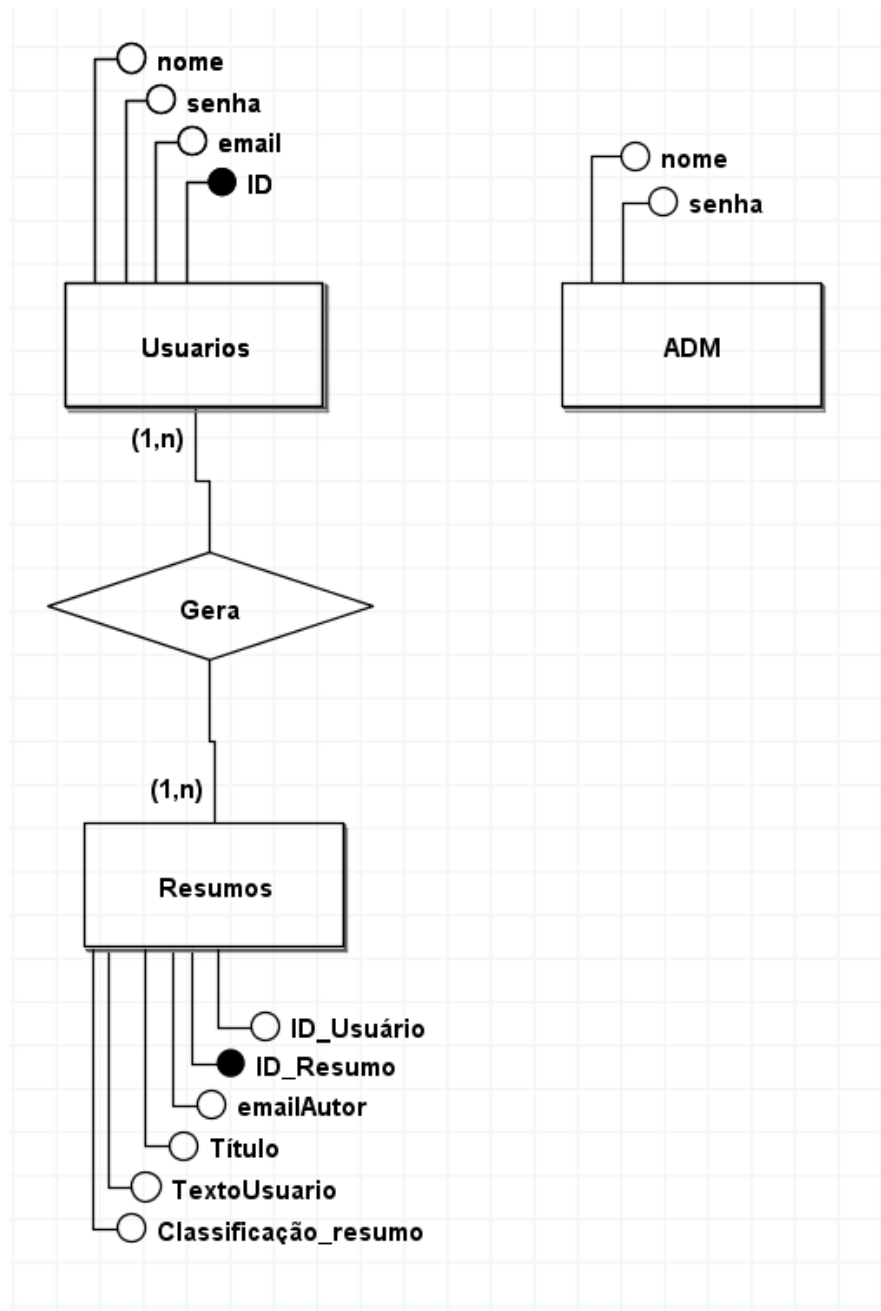 nome
senha
email
ID
nome
senha
Usuarios
ADM
(1,n)
Gera
(1,n)
Resumos
ID_Usuário
ID_Resumo
emailAutor
Título
TextoUsuario
Classificação_resumo